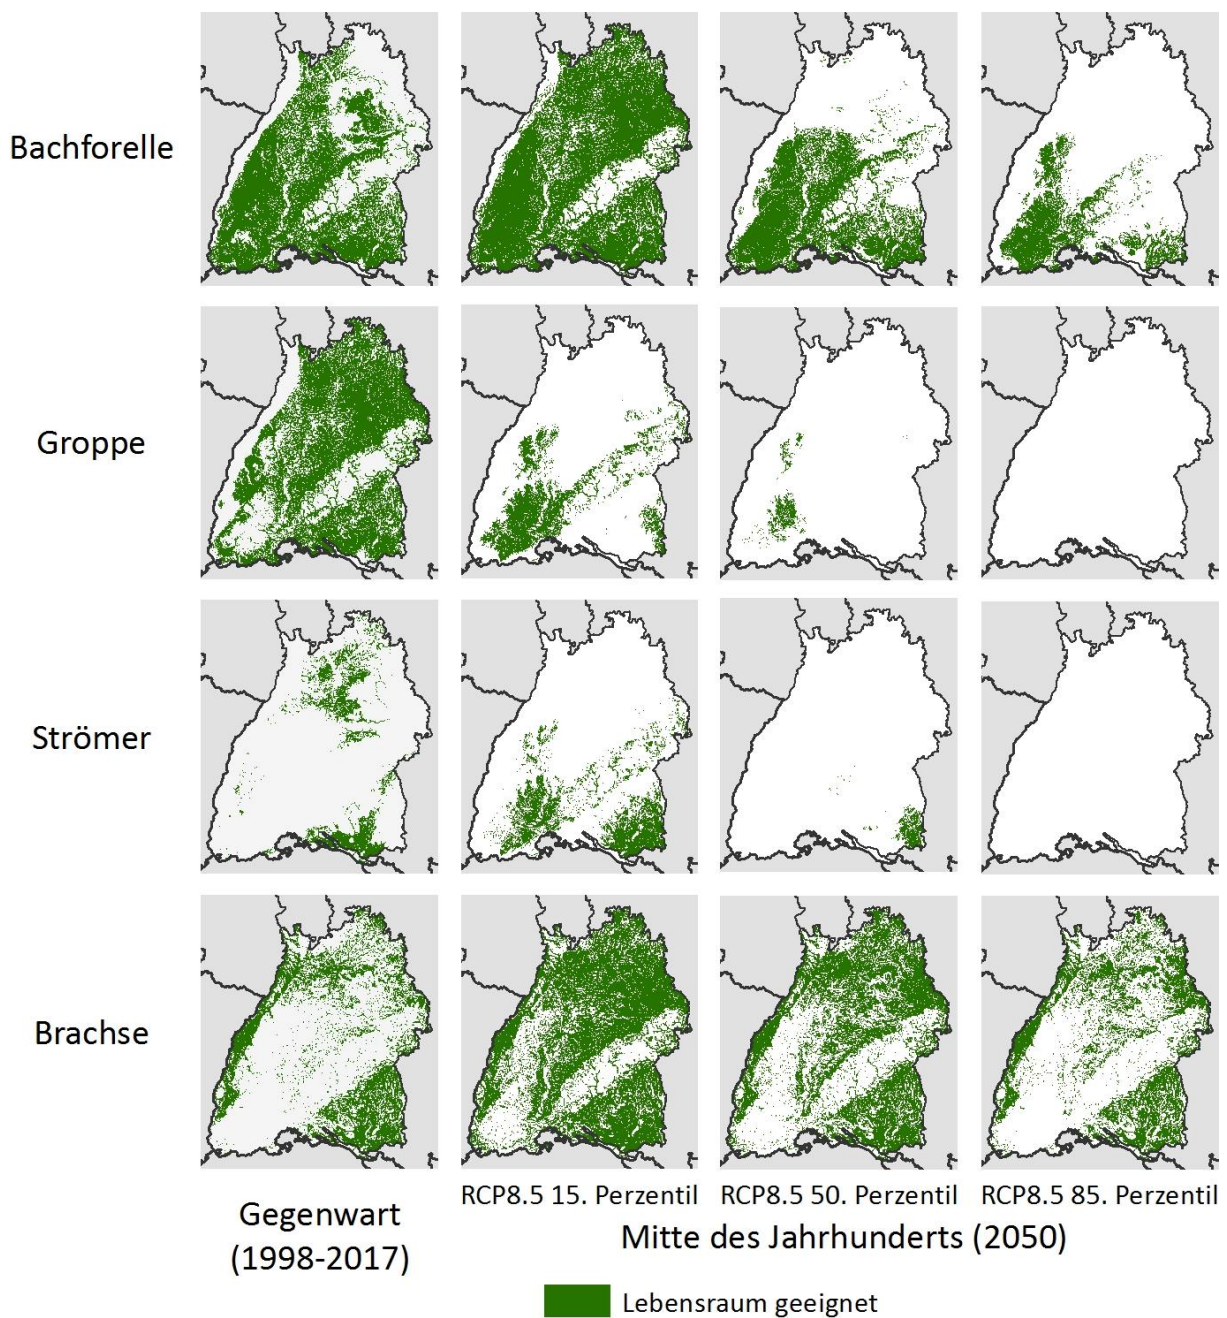 Bachforelle
Groppe
Strömer
Brachse
RCP8.5 15. Perzentil
RCP8.5 50. Perzentil
RCP8.5 85. Perzentil
Gegenwart
(1998-2017)
Mitte des Jahrhunderts (2050)
Lebensraum geeignet